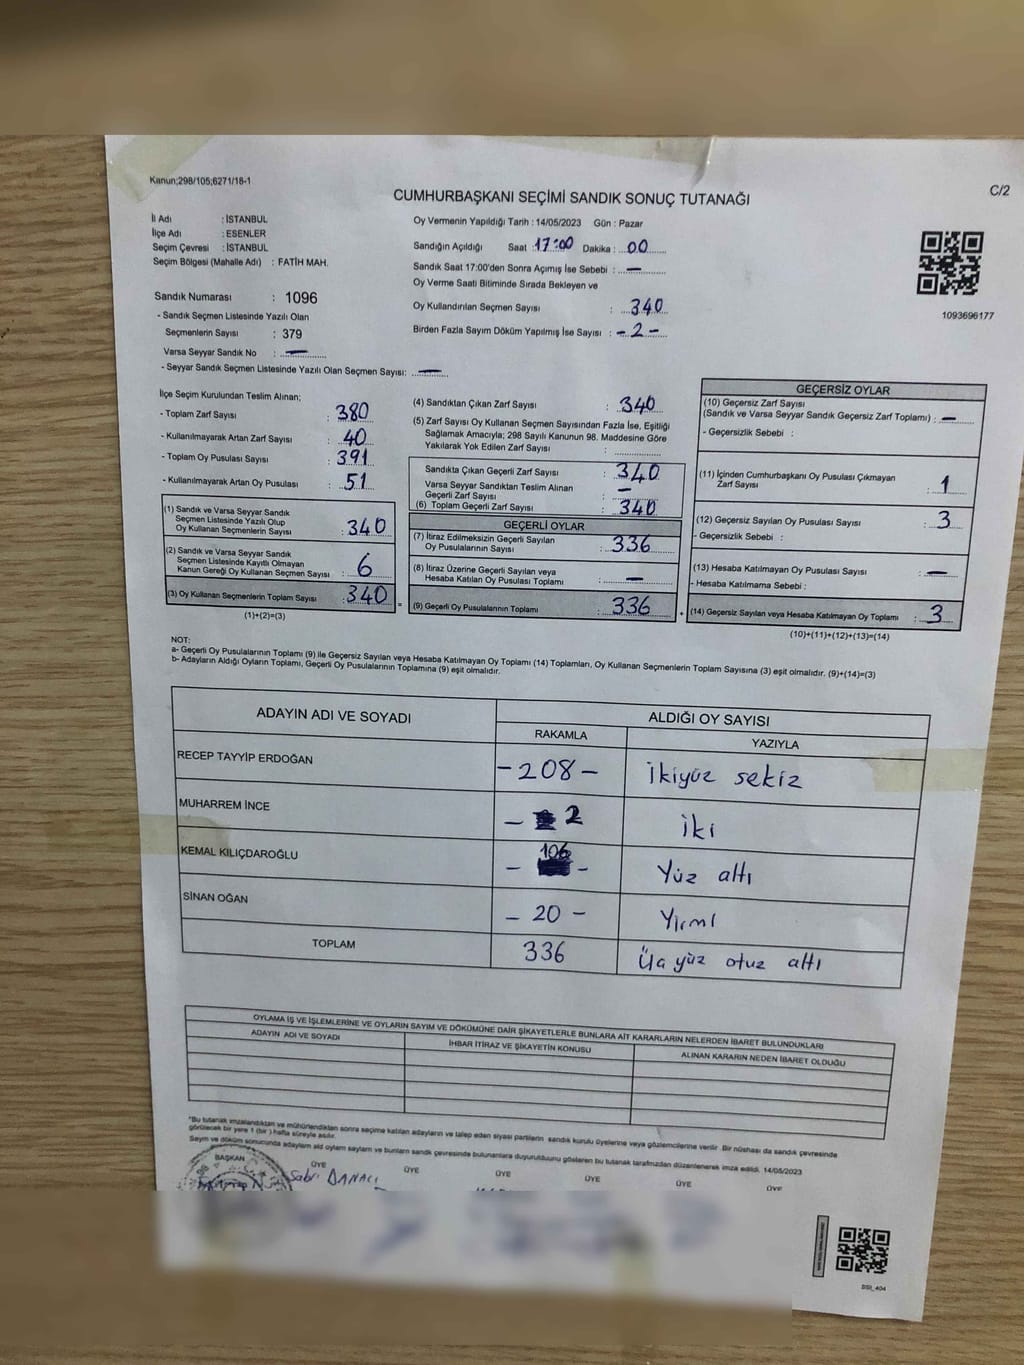 Kanun;298/105;6271/18-1
C/2
CUMHURBAŞKANI SEÇİMİ SANDIK SONUÇ TUTANAĞI
İl Adı : İSTANBUL
İlçe Adı : ESENLER
Seçim Çevresi : İSTANBUL
Seçim Bölgesi (Mahalle Adı) : FATİH MAH.
Sandık Numarası : 1096
- Sandık Seçmen Listesinde Yazılı Olan
Seçmenlerin Sayısı : 379
Varsa Seyyar Sandık No : —
- Seyyar Sandık Seçmen Listesinde Yazılı Olan Seçmen Sayısı: —
Oy Vermenin Yapıldığı Tarih : 14/05/2023 Gün : Pazar
Sandığın Açıldığı Saat : 17:00 Dakika : 00
Sandık Saat 17:00'den Sonra Açımış İse Sebebi : —
Oy Verme Saati Bitiminde Sırada Bekleyen ve
Oy Kullandırılan Seçmen Sayısı : 340
Birden Fazla Sayım Döküm Yapılmış İse Sayısı : -2-
1093696177
İlçe Seçim Kurulundan Teslim Alınan;
- Toplam Zarf Sayısı : 380
- Kullanılmayarak Artan Zarf Sayısı : 40
- Toplam Oy Pusulası Sayısı : 391
- Kullanılmayarak Artan Oy Pusulası : 51
(1) Sandık ve Varsa Seyyar Sandık
Seçmen Listesinde Yazılı Olup
Oy Kullanan Seçmenlerin Sayısı : 340
(2) Sandık ve Varsa Seyyar Sandık
Seçmen Listesinde Kayıtlı Olmayan
Kanun Gereği Oy Kullanan Seçmen Sayısı : 6
(3) Oy Kullanan Seçmenlerin Toplam Sayısı : 340
(1)+(2)=(3)
(4) Sandıktan Çıkan Zarf Sayısı : 340
(5) Zarf Sayısı Oy Kullanan Seçmen Sayısından Fazla İse, Eşitliği
Sağlamak Amacıyla; 298 Sayılı Kanunun 98. Maddesine Göre
Yakılarak Yok Edilen Zarf Sayısı :
Sandıkta Çıkan Geçerli Zarf Sayısı : 340
Varsa Seyyar Sandıktan Teslim Alınan
Geçerli Zarf Sayısı : —
(6) Toplam Geçerli Zarf Sayısı : 340
GEÇERLİ OYLAR
(7) İtiraz Edilmeksizin Geçerli Sayılan
Oy Pusulalarının Sayısı : 336
(8) İtiraz Üzerine Geçerli Sayılan veya
Hesaba Katılan Oy Pusulası Toplamı : —
(9) Geçerli Oy Pusulalarının Toplamı : 336
GEÇERSİZ OYLAR
(10) Geçersiz Zarf Sayısı
(Sandık ve Varsa Seyyar Sandık Geçersiz Zarf Toplamı) : —
- Geçersizlik Sebebi :
(11) İçinden Cumhurbaşkanı Oy Pusulası Çıkmayan
Zarf Sayısı : 1
(12) Geçersiz Sayılan Oy Pusulası Sayısı : 3
- Geçersizlik Sebebi :
(13) Hesaba Katılmayan Oy Pusulası Sayısı : —
- Hesaba Katılmama Sebebi :
(14) Geçersiz Sayılan veya Hesaba Katılmayan Oy Toplamı : 3
(10)+(11)+(12)+(13)=(14)
NOT:
a- Geçerli Oy Pusulalarının Toplamı (9) ile Geçersiz Sayılan veya Hesaba Katılmayan Oy Toplamı (14) Toplamları, Oy Kullanan Seçmenlerin Toplam Sayısına (3) eşit olmalıdır. (9)+(14)=(3)
b- Adayların Aldığı Oyların Toplamı, Geçerli Oy Pusulalarının Toplamına (9) eşit olmalıdır.
ADAYIN ADI VE SOYADI ALDIĞI OY SAYISI
RAKAMLA YAZIYLA
RECEP TAYYİP ERDOĞAN -208- İkiyüz sekiz
MUHARREM İNCE - 2 İki
KEMAL KILIÇDAROĞLU - 106 - Yüz altı
SİNAN OĞAN - 20 - Yirmi
TOPLAM 336 Üç yüz otuz altı
OYLAMA İŞ VE İŞLEMLERİNE VE OYLARIN SAYIM VE DÖKÜMÜNE DAİR ŞİKAYETLERLE BUNLARA AİT KARARLARIN NELERDEN İBARET BULUNDUKLARI
ADAYIN ADI VE SOYADI İHBAR İTİRAZ VE ŞİKAYETİN KONUSU ALINAN KARARIN NEDEN İBARET OLDUĞU
"Bu tutanak imzalandıktan ve mühürlendikten sonra seçime katılan adayların ve talep eden siyasi partilerin sandık kurulu üyelerine veya gözlemcilerine verilir. Bir nüshası da sandık çevresinde
görülecek bir yere 1 (bir) hafta süreyle asılır.
Sayım ve döküm sonucunda adayların ad oyların sayıların ve bunların sandık çevresinde bulunanlara duyurulduğunu gösteren bu tutanak tarafımızdan düzenlenerek imza edildi. 14/05/2023
BAŞKAN ÜYE ÜYE ÜYE ÜYE ÜYE ÜYE
Sabri DANACI
BSI_404